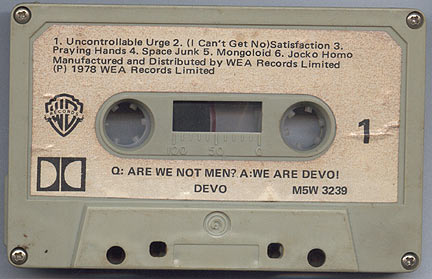 1. Uncontrollable Urge 2. (I Can't Get No)Satisfaction 3.
Praying Hands 4. Space Junk 5. Mongoloid 6. Jocko Homo
Manufactured and Distributed by WEA Records Limited
(P) 1978 WEA Records Limited
RECORDS
1
100 50 0
Q: ARE WE NOT MEN? A:WE ARE DEVO!
DEVO M5W 3239